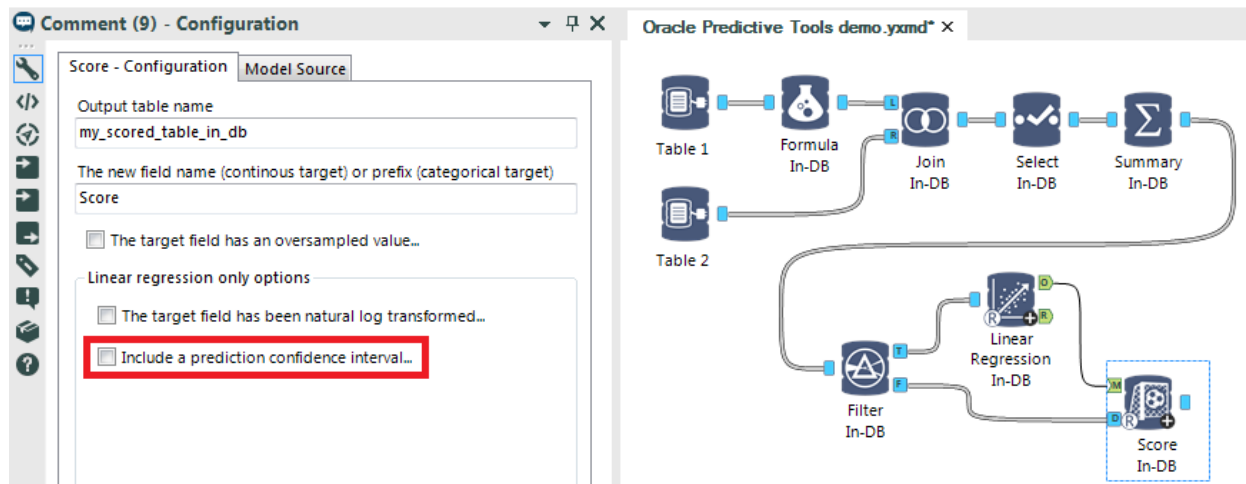 Comment (9) - Configuration
Score - Configuration
Model Source
Output table name
my_scored_table_in_db
The new field name (continous target) or prefix (categorical target)
Score
The target field has an oversampled value...
Linear regression only options
The target field has been natural log transformed...
Include a prediction confidence interval...
Oracle Predictive Tools demo.yxmd*
Table 1
Formula
In-DB
L
R
Join
In-DB
Select
In-DB
Σ
Summary
In-DB
Table 2
Filter
In-DB
T
F
R
O
R
Linear
Regression
In-DB
M
D
R
Score
In-DB